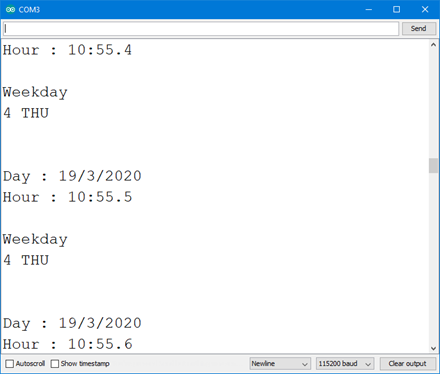 COM3
Send
Hour : 10:55.4
Weekday
4 THU
Day : 19/3/2020
Hour : 10:55.5
Weekday
4 THU
Day : 19/3/2020
Hour : 10:55.6
Autoscroll Show timestamp Newline 115200 baud Clear output